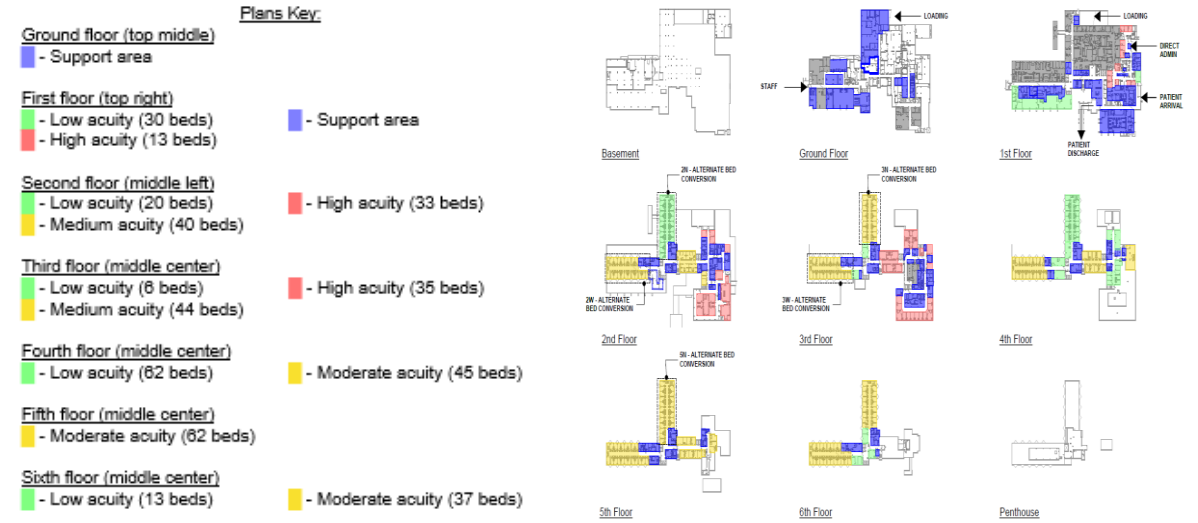 Plans Key:
Ground floor (top middle)
- Support area
First floor (top right)
- Low acuity (30 beds)
- High acuity (13 beds)
- Support area
Second floor (middle left)
- Low acuity (20 beds)
- Medium acuity (40 beds)
- High acuity (33 beds)
Third floor (middle center)
- Low acuity (6 beds)
- Medium acuity (44 beds)
- High acuity (35 beds)
Fourth floor (middle center)
- Low acuity (62 beds)
- Moderate acuity (45 beds)
Fifth floor (middle center)
- Moderate acuity (62 beds)
Sixth floor (middle center)
- Low acuity (13 beds)
- Moderate acuity (37 beds)
Basement
LOADING
STAFF
Ground Floor
LOADING
DIRECT
ADMIN
PATIENT
ARRIVAL
PATIENT
DISCHARGE
1st Floor
2N - ALTERNATE BED
CONVERSION
2W - ALTERNATE
BED CONVERSION
2nd Floor
3N - ALTERNATE BED
CONVERSION
3W - ALTERNATE
BED CONVERSION
3rd Floor
4th Floor
5N - ALTERNATE BED
CONVERSION
5th Floor
6th Floor
Penthouse